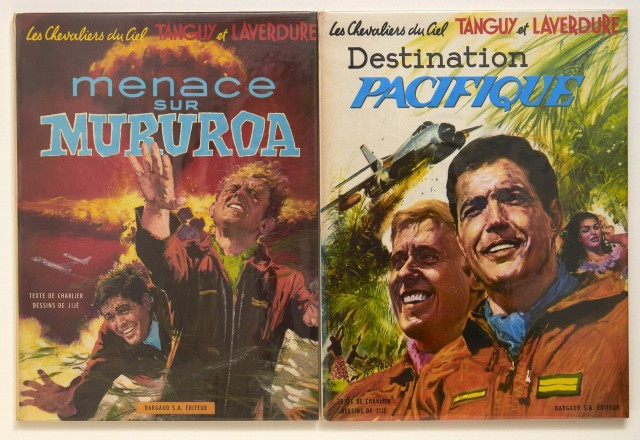 Les Chevaliers du Ciel TANGUY et LAVERDURE
menace
SUR
MURUROA
TEXTE DE CHARLIER
DESSINS DE JIJÉ
DARGAUD S.A. ÉDITEUR
Les Chevaliers du Ciel TANGUY et LAVERDURE
Destination
PACIFIQUE
TEXTE DE CHARLIER
DESSINS DE JIJÉ
DARGAUD S.A. ÉDITEUR